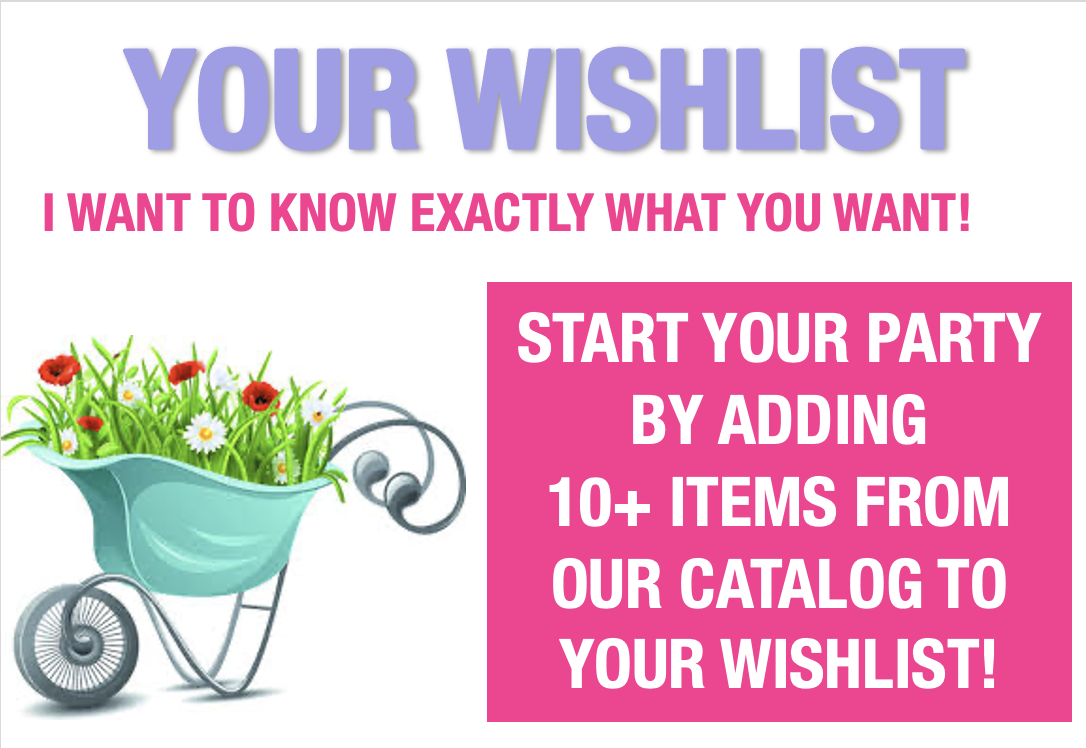 YOUR WISHLIST
I WANT TO KNOW EXACTLY WHAT YOU WANT!
START YOUR PARTY
BY ADDING
10+ ITEMS FROM
OUR CATALOG TO
YOUR WISHLIST!